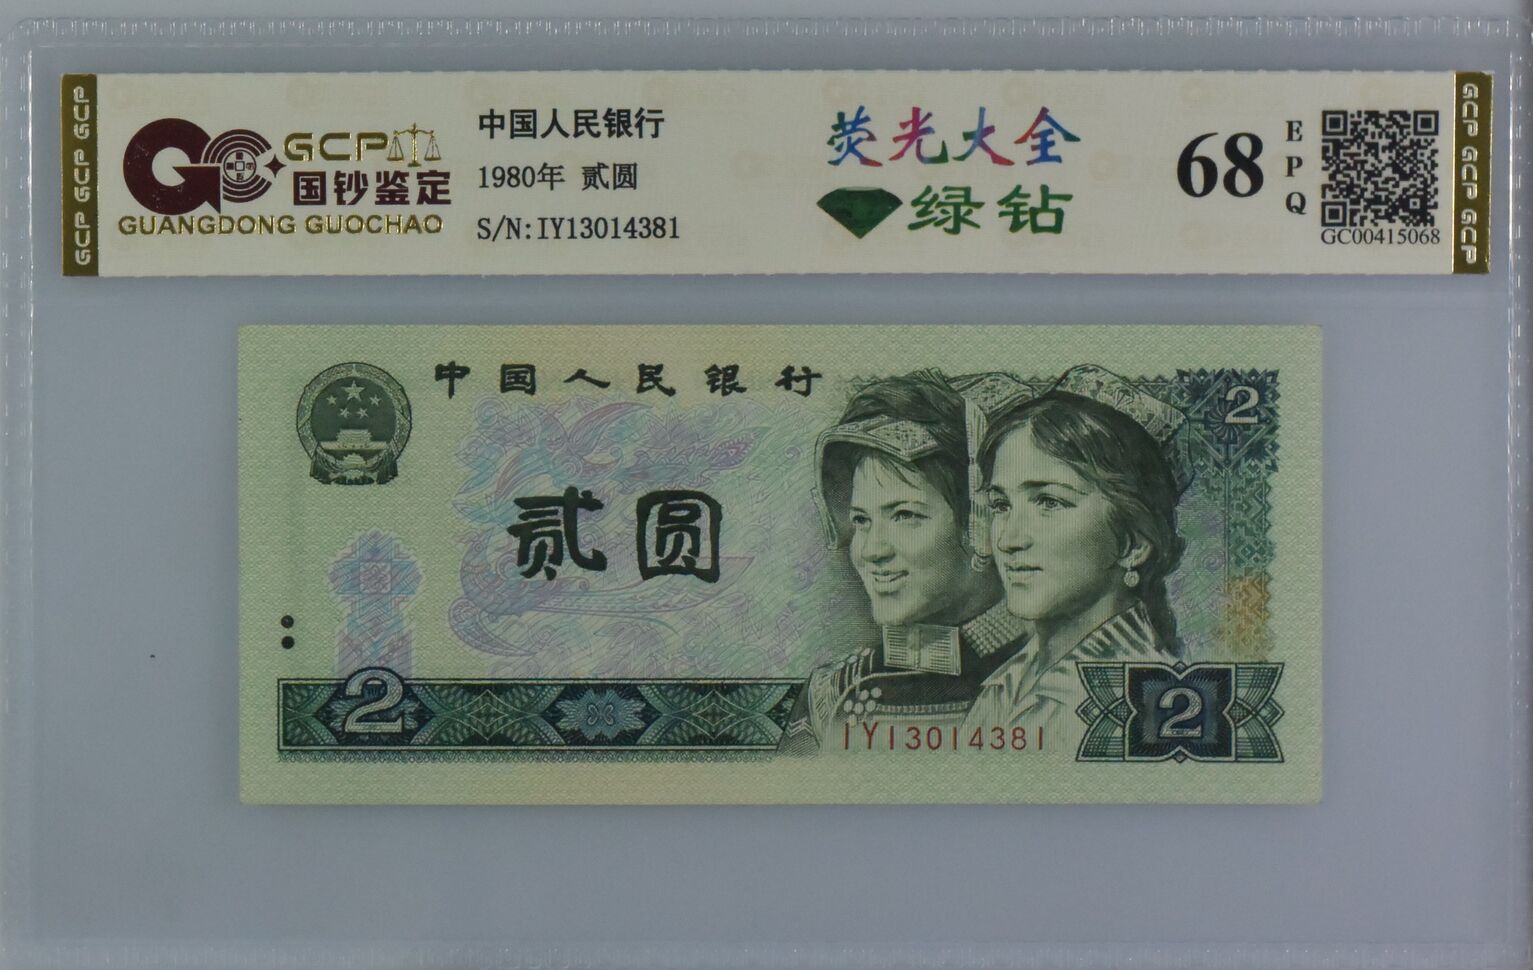 GCP GCP GCP
GCP
国钞鉴定
GUANGDONG GUOCHAO
中国人民银行
1980年 贰圆
S/N:IY13014381
荧光大全
绿钻
68
EPQ
GC00415068
GCP GCP GCP
中国人民银行
2
贰圆
2
IY13014381
2